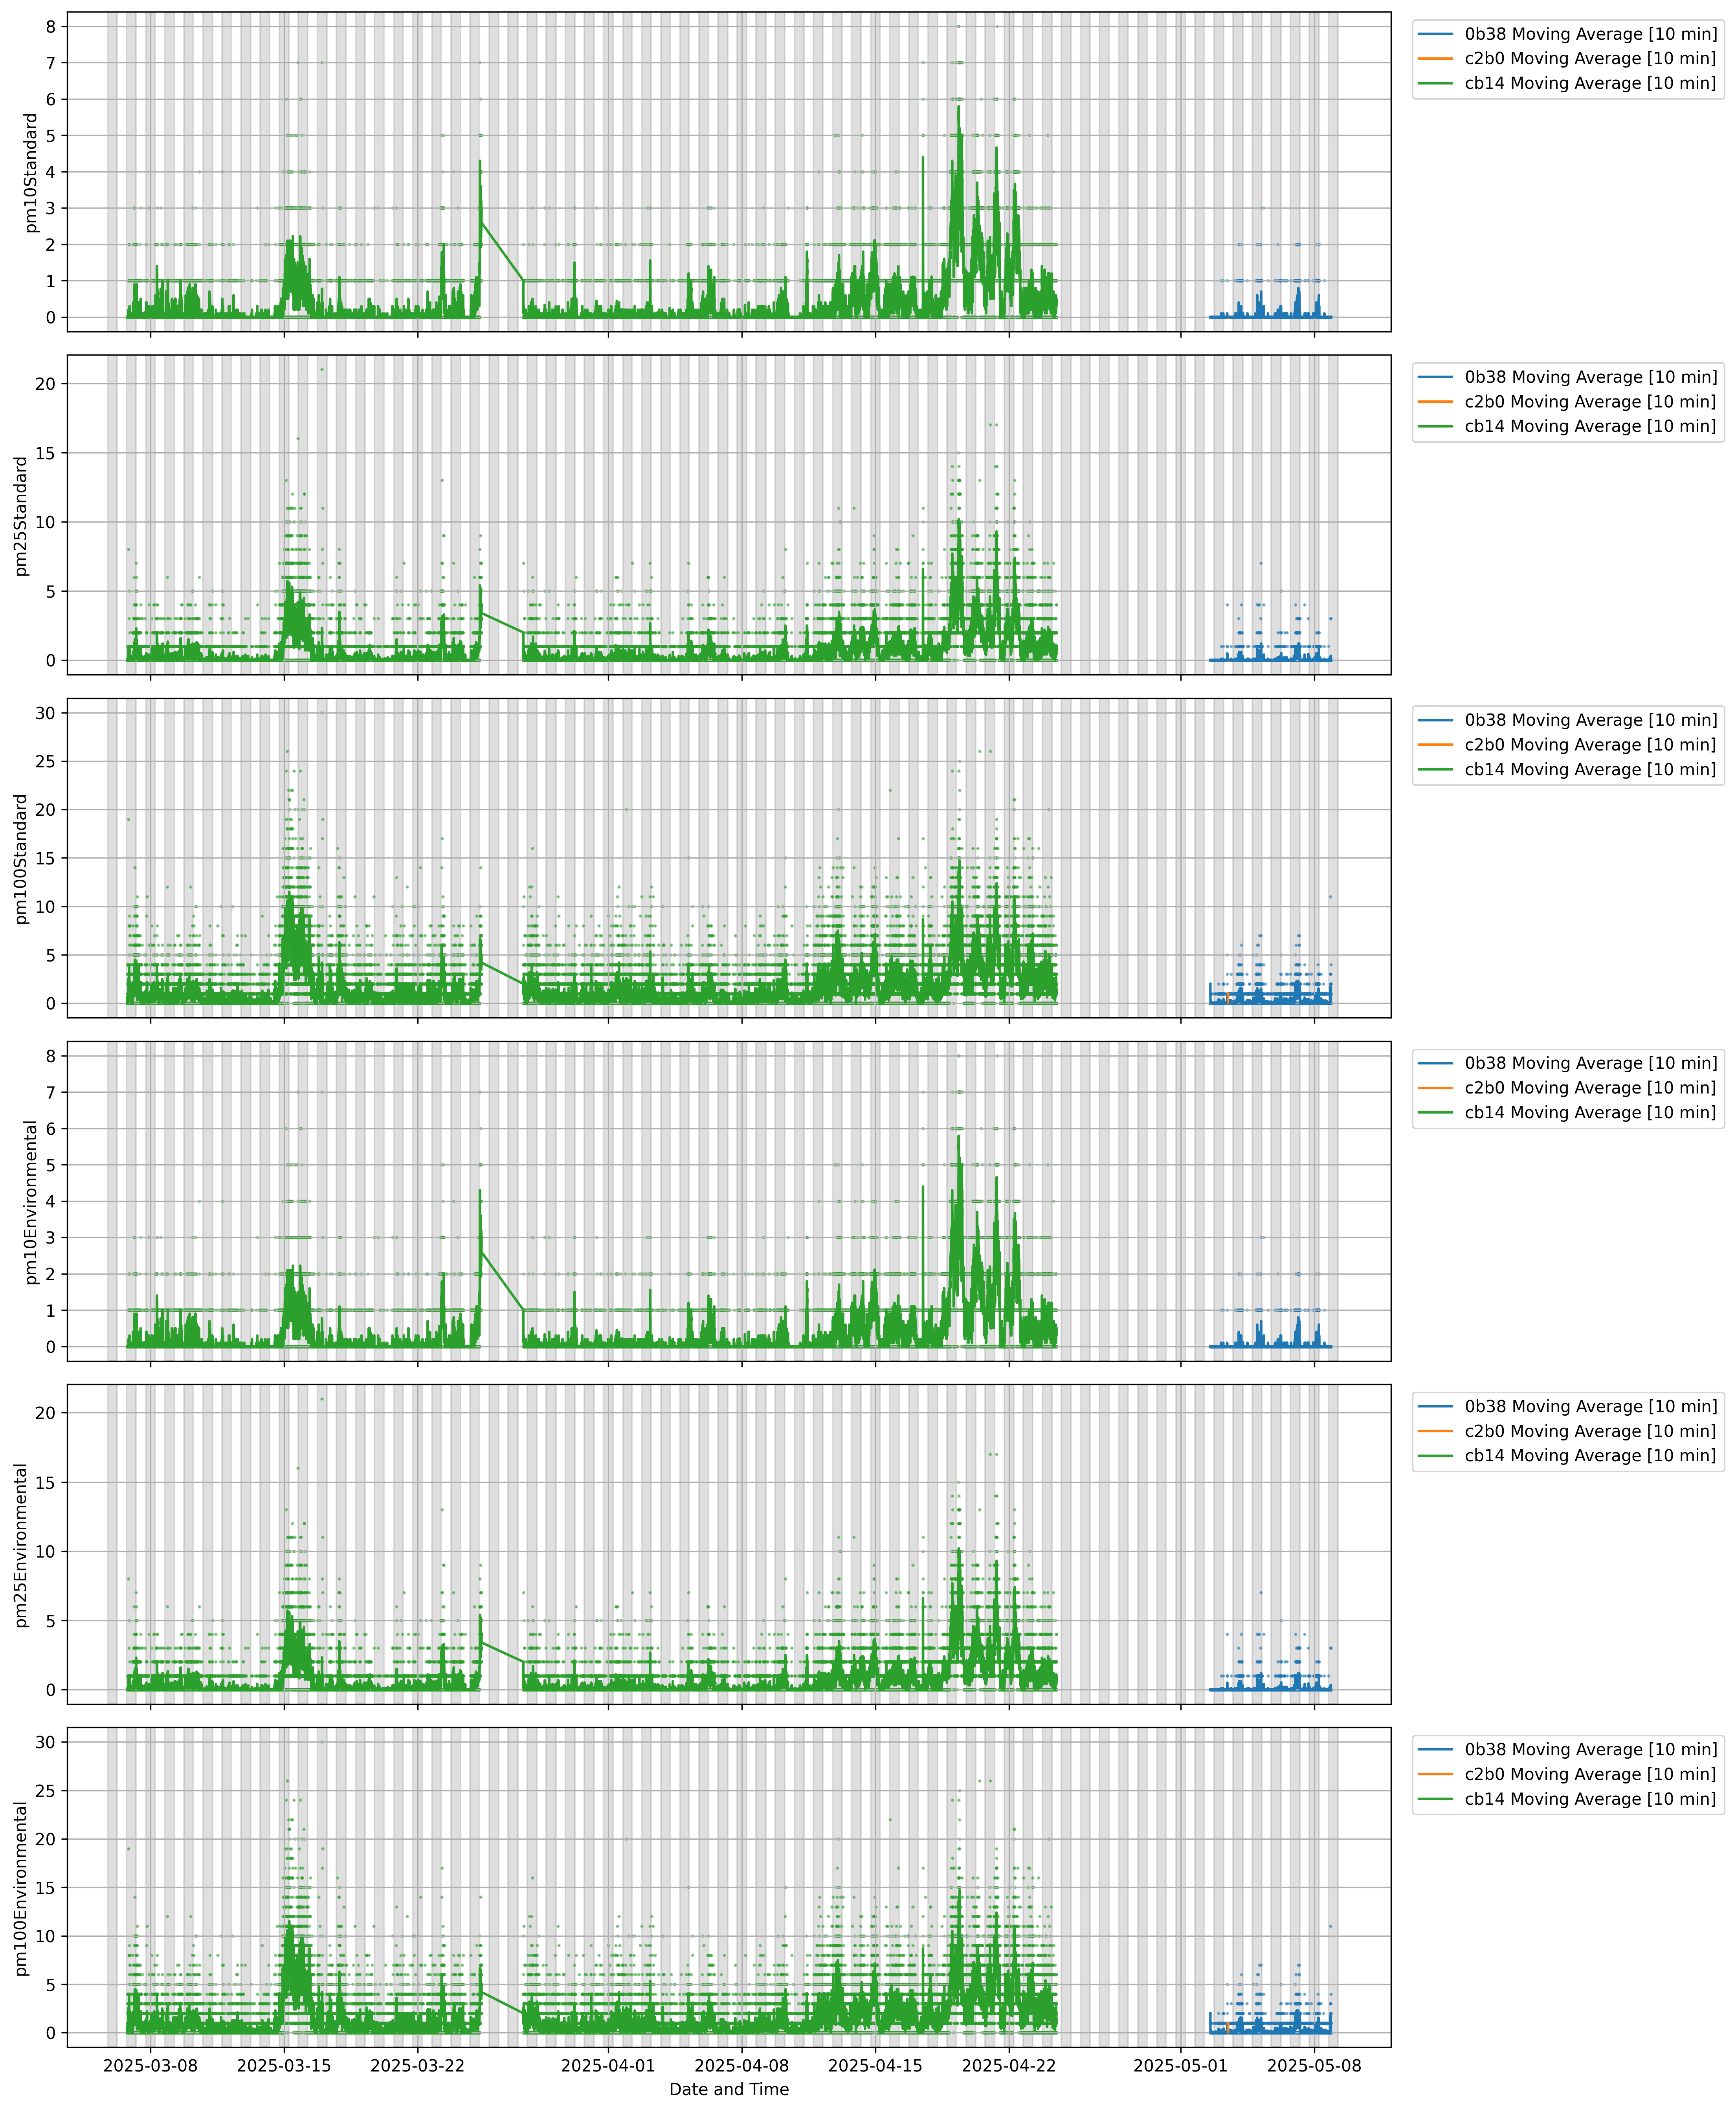 8
7
6
5
4
3
2
1
0
pm10Standard
0b38 Moving Average [10 min]
c2b0 Moving Average [10 min]
cb14 Moving Average [10 min]
20
15
10
5
0
pm25Standard
0b38 Moving Average [10 min]
c2b0 Moving Average [10 min]
cb14 Moving Average [10 min]
30
25
20
15
10
5
0
pm100Standard
0b38 Moving Average [10 min]
c2b0 Moving Average [10 min]
cb14 Moving Average [10 min]
8
7
6
5
4
3
2
1
0
pm10Environmental
0b38 Moving Average [10 min]
c2b0 Moving Average [10 min]
cb14 Moving Average [10 min]
20
15
10
5
0
pm25Environmental
0b38 Moving Average [10 min]
c2b0 Moving Average [10 min]
cb14 Moving Average [10 min]
30
25
20
15
10
5
0
pm100Environmental
0b38 Moving Average [10 min]
c2b0 Moving Average [10 min]
cb14 Moving Average [10 min]
2025-03-08 2025-03-15 2025-03-22 2025-04-01 2025-04-08 2025-04-15 2025-04-22 2025-05-01 2025-05-08
Date and Time